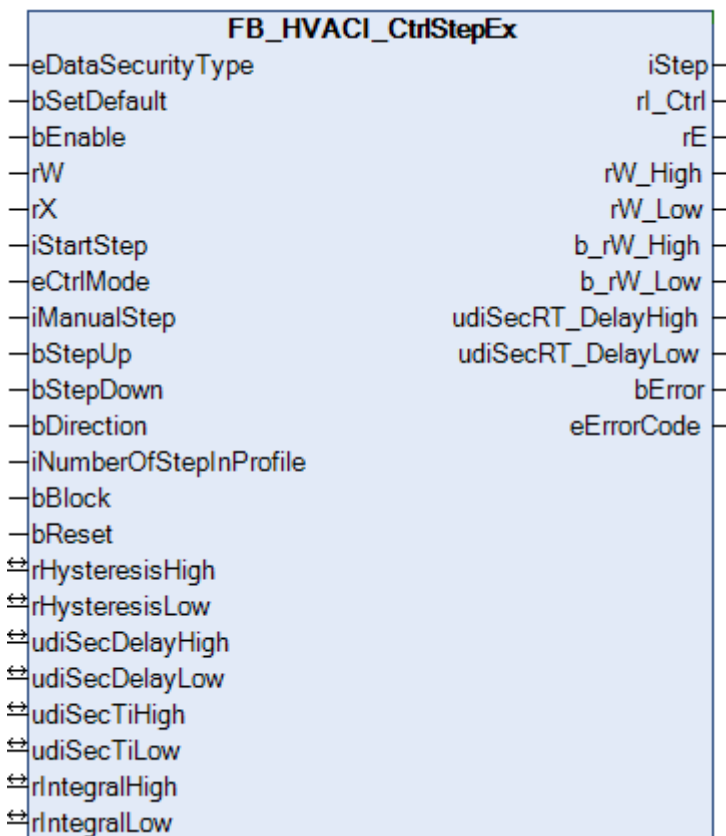 FB_HVACI_CtrlStepEx
eDataSecurityType iStep
bSetDefault rI_Ctrl
bEnable rE
rW rW_High
rX rW_Low
iStartStep b_rW_High
eCtrlMode b_rW_Low
iManualStep udiSecRT_DelayHigh
bStepUp udiSecRT_DelayLow
bStepDown bError
bDirection eErrorCode
iNumberOfStepInProfile
bBlock
bReset
rHysteresisHigh
rHysteresisLow
udiSecDelayHigh
udiSecDelayLow
udiSecTiHigh
udiSecTiLow
rIntegralHigh
rIntegralLow